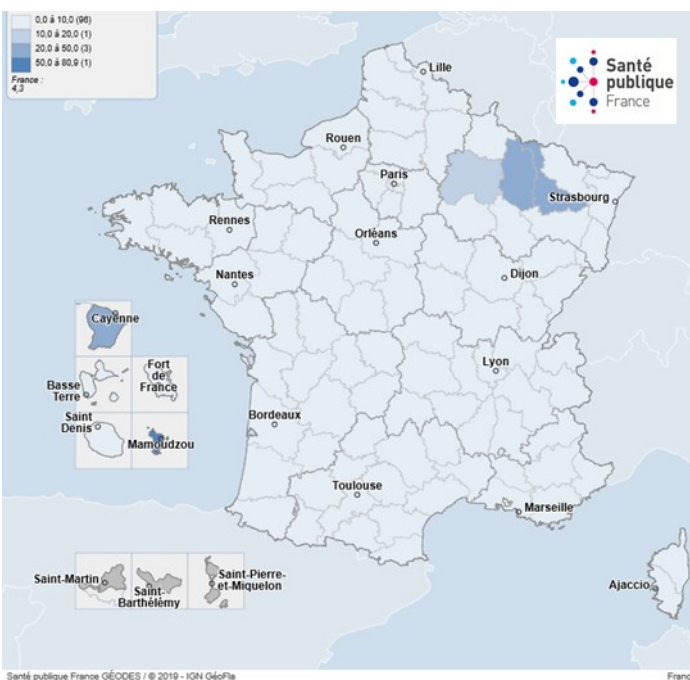 0,0 à 10,0 (96)
10,0 à 20,0 (1)
20,0 à 50,0 (3)
50,0 à 80,9 (1)
France :
4,3
Santé
publique
France
Lille
Rouen
Paris
Strasbourg
Rennes
Orléans
Nantes
Dijon
Cayenne
Lyon
Fort
de
France
Basse
Terre
Saint
Denis
Mamoudzou
Bordeaux
Toulouse
Marseille
Saint-Martin
Saint-
Barthélémy
Saint-Pierre-
et-Miquelon
Ajaccio
Santé publique France GÉODES / © 2019 - IGN GéoFla
Franc